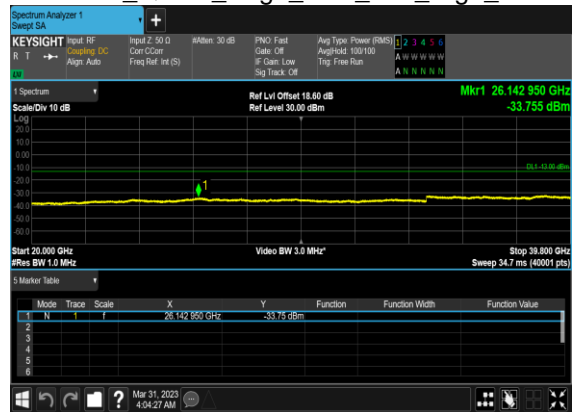 Spectrum Analyzer 1
Swept SA
+
KEYSIGHT Input: RF Input Z: 50 Ω #Atten: 30 dB PNO: Fast Avg Type: Power (RMS) 1 2 3 4 5 6
R T Coupling: DC Corr CCorr Gate: Off Avg|Hold: 100/100 A W W W W W
Align: Auto Freq Ref: Int (S) IF Gain: Low Trig: Free Run
Sig Track: Off A N N N N N
1 Spectrum Ref Lvl Offset 18.60 dB Mkr1 26.142 950 GHz
Scale/Div 10 dB Ref Level 30.00 dBm -33.755 dBm
Log
20.0
10.0
0.00
-10.0 DL1 -13.00 dBm
-20.0
-30.0 1
-40.0
-50.0
-60.0
Start 20.000 GHz Video BW 3.0 MHz* Stop 39.800 GHz
#Res BW 1.0 MHz Sweep 34.7 ms (40001 pts)
5 Marker Table
Mode Trace Scale X Y Function Function Width Function Value
1 N 1 f 26.142 950 GHz -33.75 dBm
2
3
4
5
6
? Mar 31, 2023
4:04:27 AM